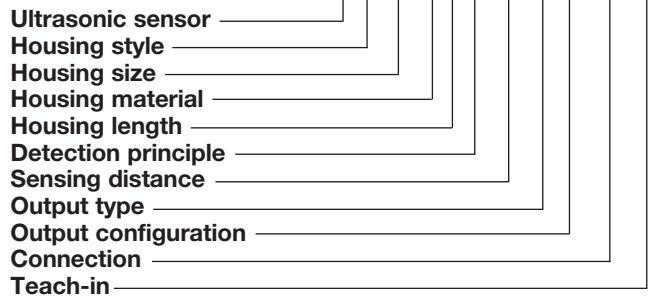 Ultrasonic sensor
Housing style
Housing size
Housing material
Housing length
Detection principle
Sensing distance
Output type
Output configuration
Connection
Teach-in